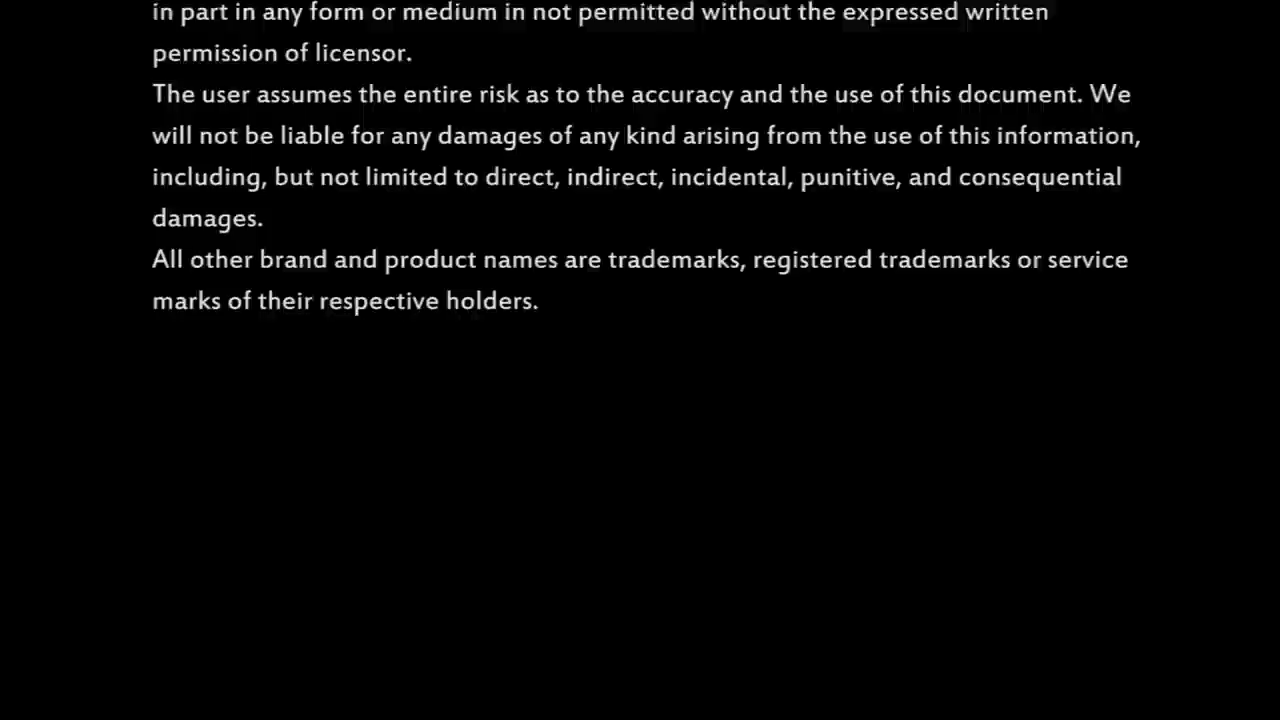 in part in any form or medium in not permitted without the expressed written
permission of licensor.
The user assumes the entire risk as to the accuracy and the use of this document. We
will not be liable for any damages of any kind arising from the use of this information,
including, but not limited to direct, indirect, incidental, punitive, and consequential
damages.
All other brand and product names are trademarks, registered trademarks or service
marks of their respective holders.